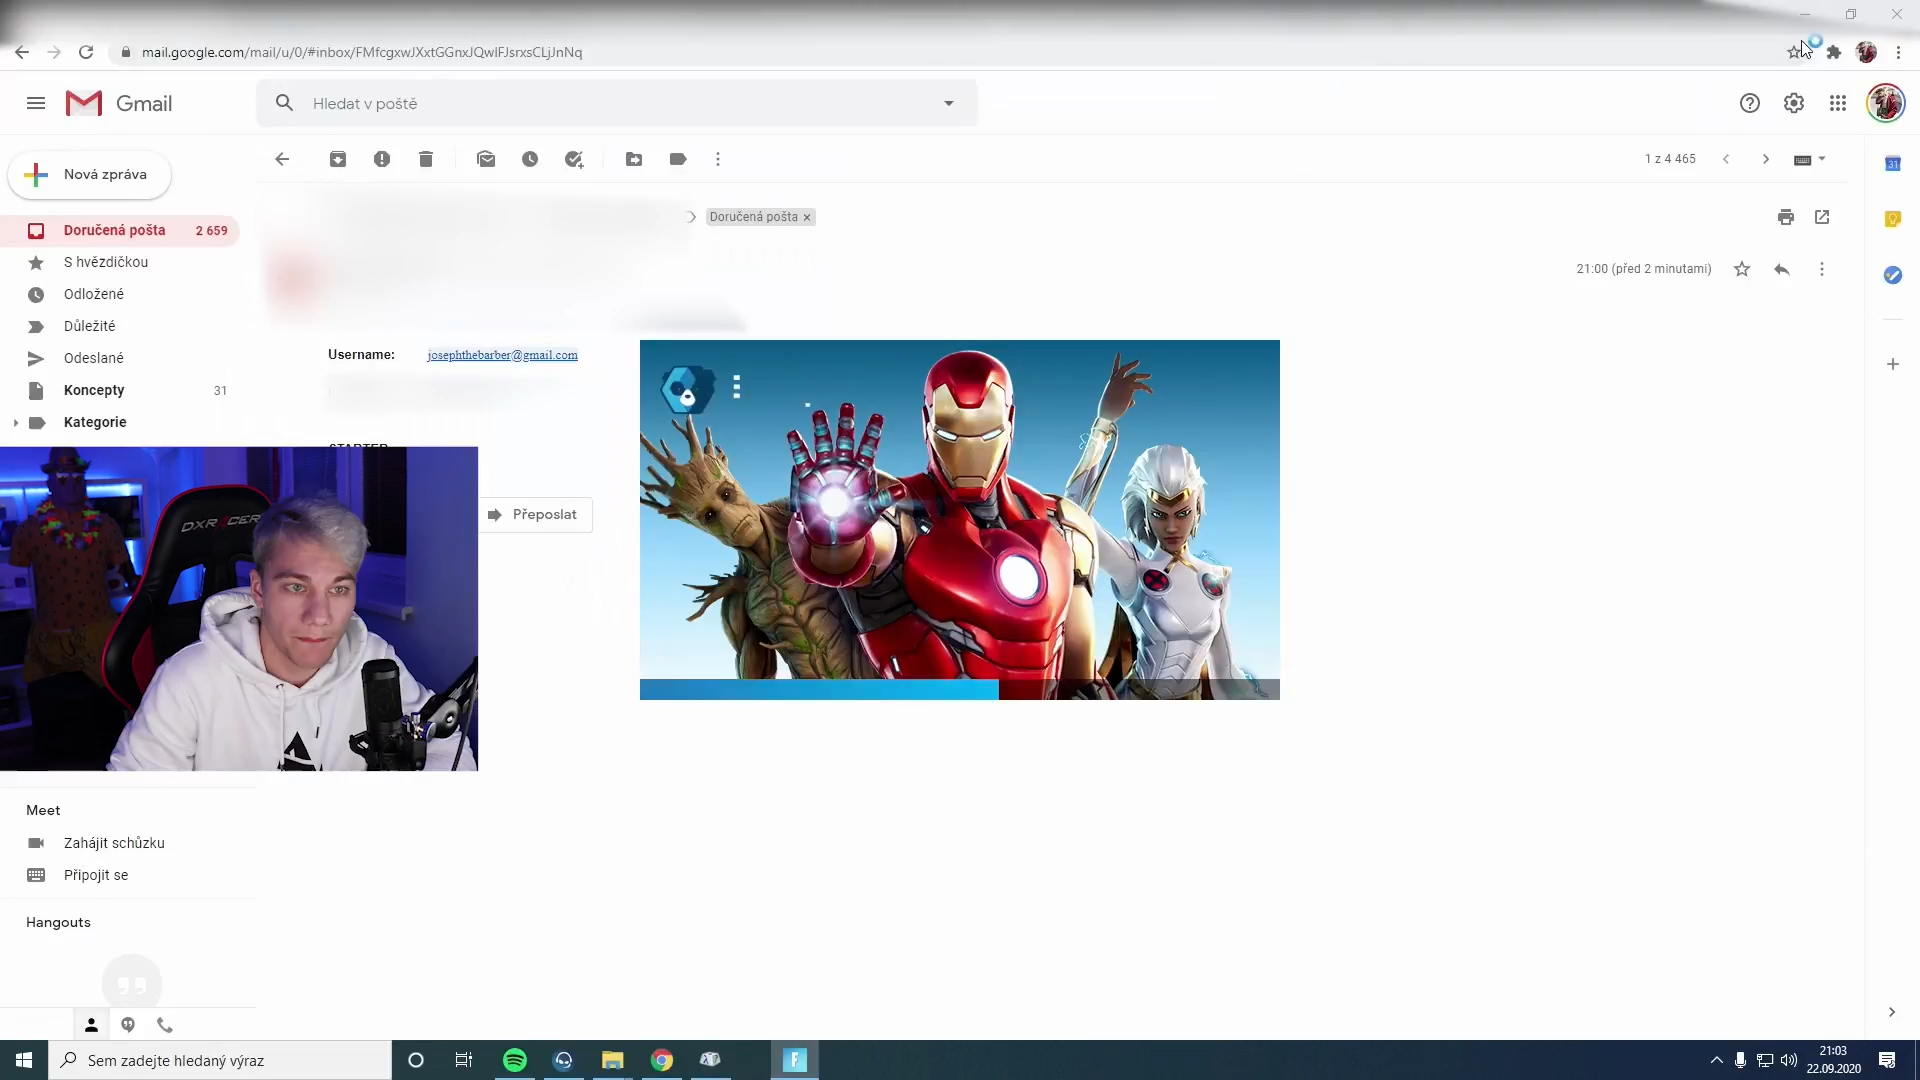 mail.google.com/mail/u/0/#inbox/FMfcgxwJXxtGGnxJQwlFJsrxsCLjJnNq
Gmail
Hledat v poště
Nová zpráva
1 z 4 465
Doručená pošta 2 659
Doručená pošta ×
S hvězdičkou
21:00 (před 2 minutami)
Odložené
Důležité
Odeslané
Username: josephthebarber@gmail.com
Koncepty 31
Kategorie
STARTER
DXRACER
Přeposlat
Meet
Zahájit schůzku
Připojit se
Hangouts
Sem zadejte hledaný výraz
21:03
22.09.2020